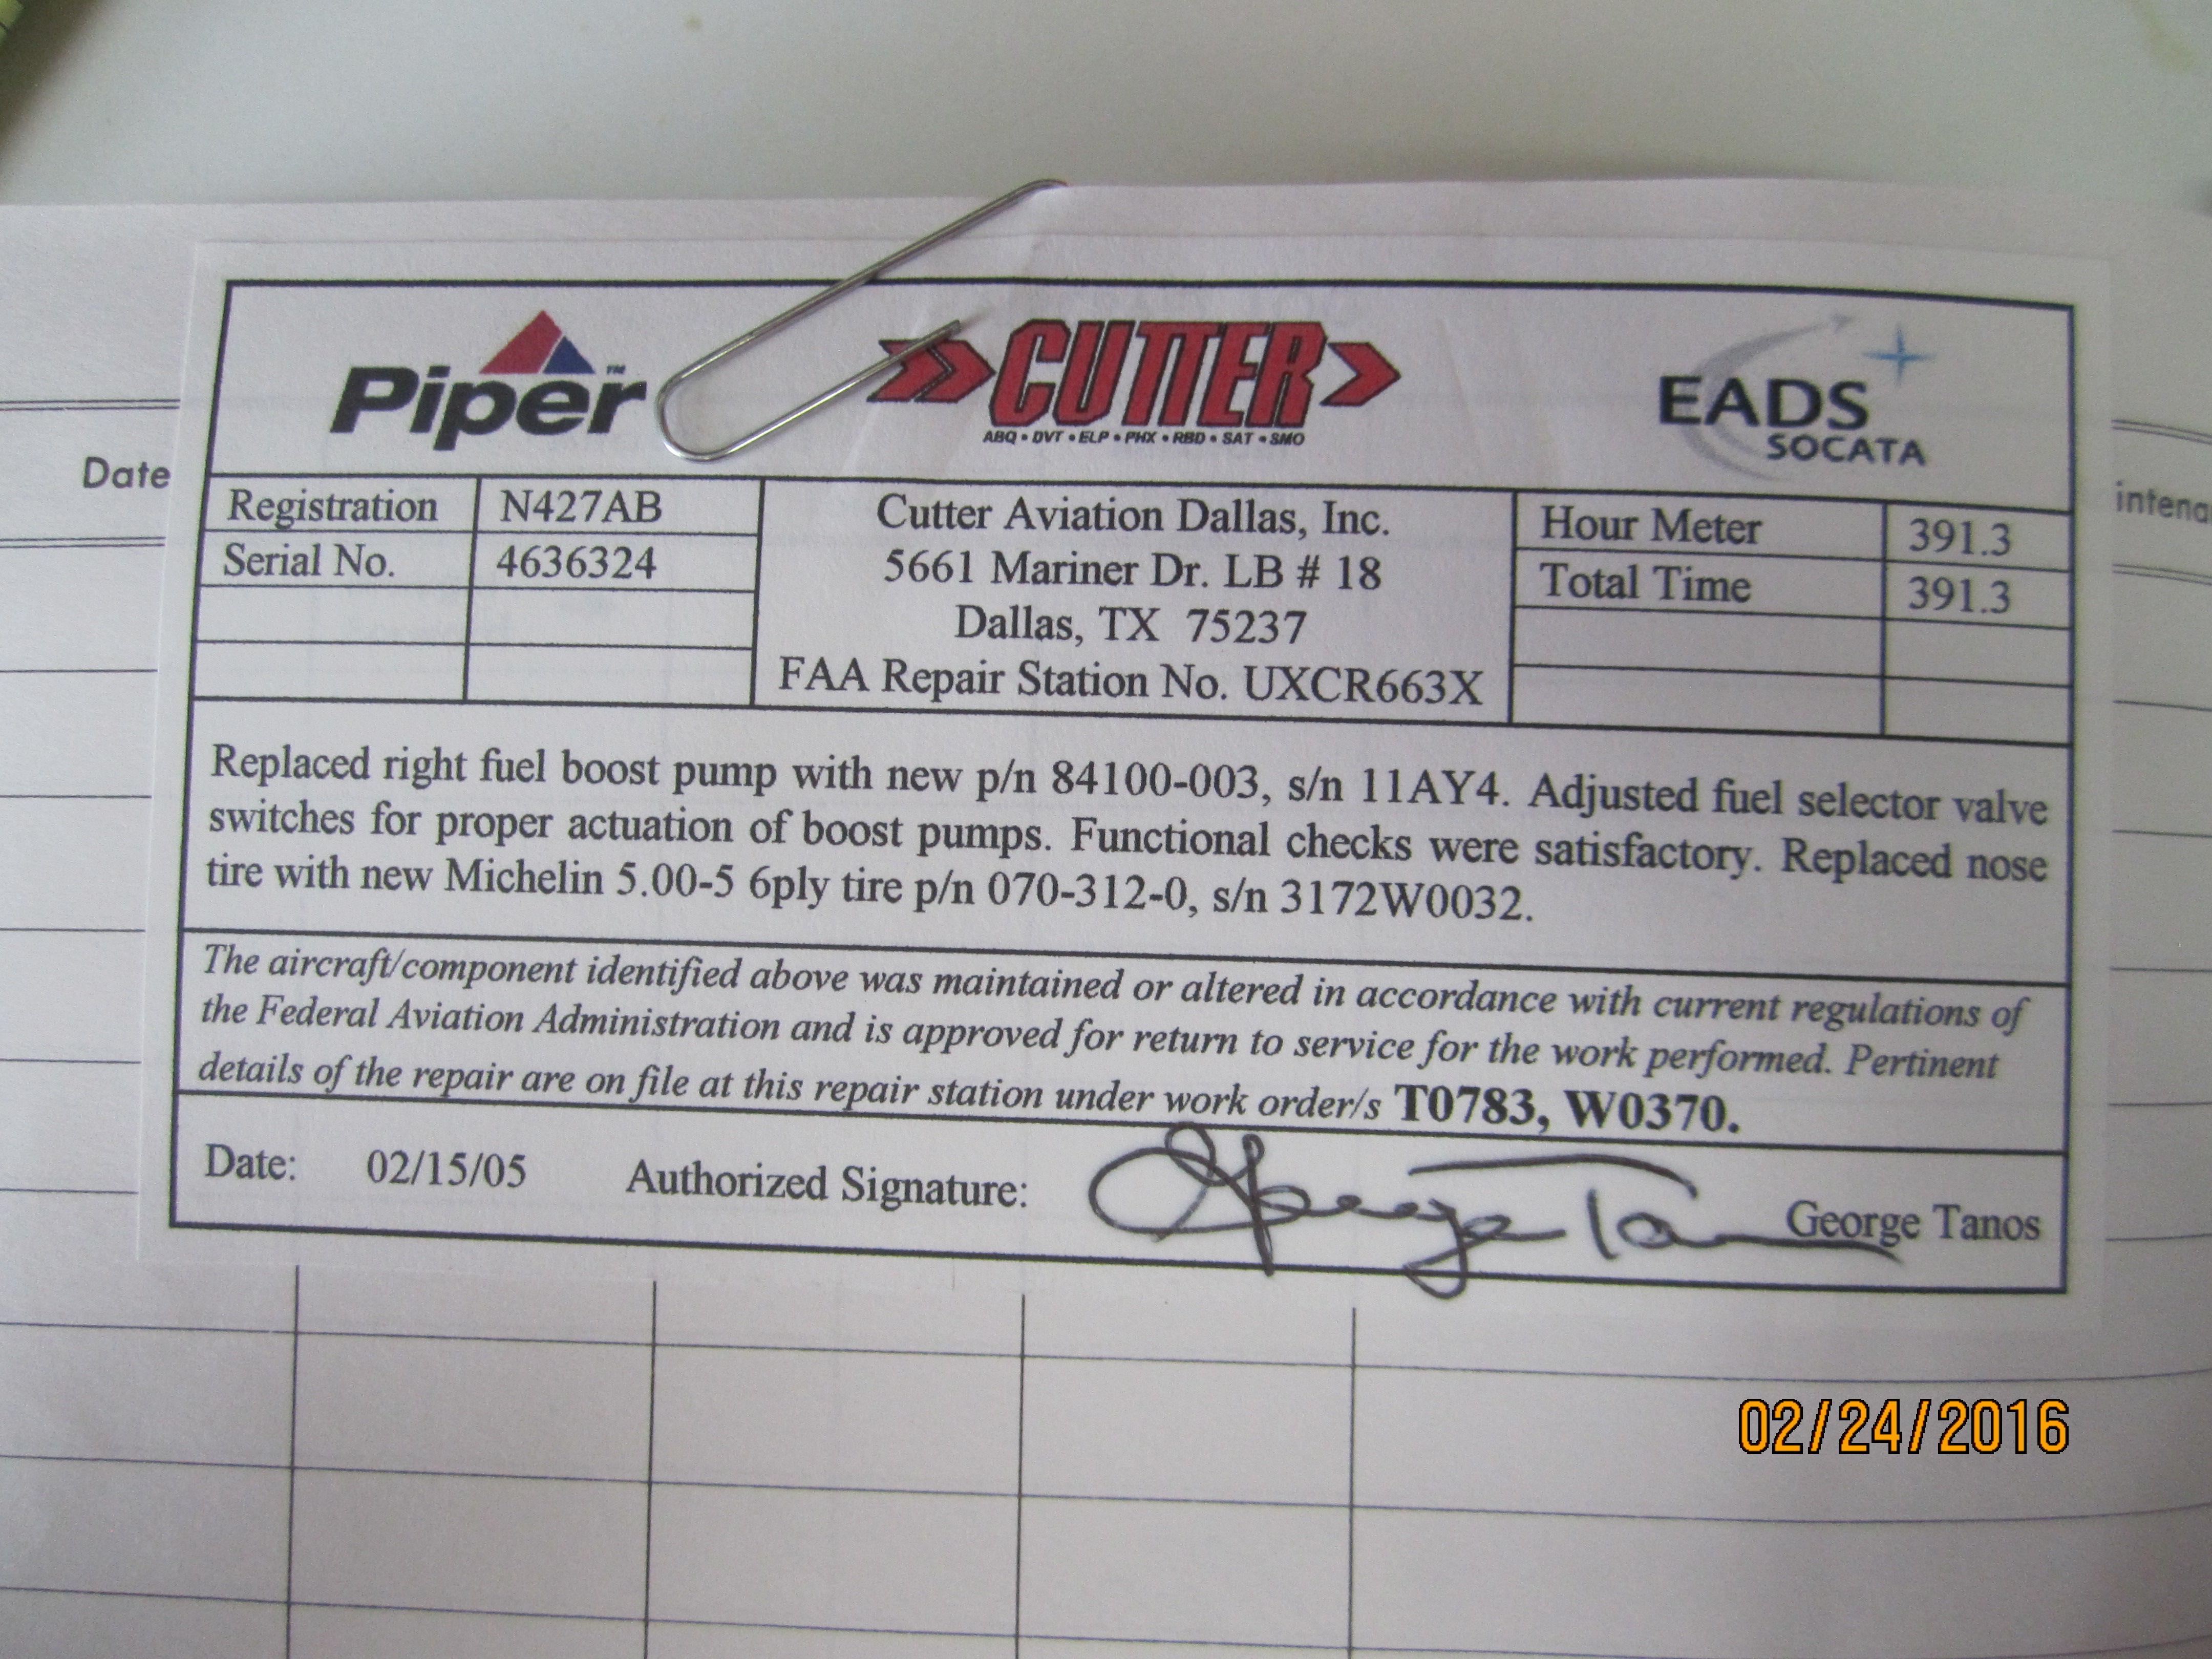 Piper™
CUTTER
ABQ • DVT • ELP • PHX • RBD • SAT • SMO
EADS
SOCATA
Date
intena
Registration N427AB
Serial No. 4636324
Cutter Aviation Dallas, Inc.
5661 Mariner Dr. LB # 18
Dallas, TX 75237
FAA Repair Station No. UXCR663X
Hour Meter 391.3
Total Time 391.3
Replaced right fuel boost pump with new p/n 84100-003, s/n 11AY4. Adjusted fuel selector valve
switches for proper actuation of boost pumps. Functional checks were satisfactory. Replaced nose
tire with new Michelin 5.00-5 6ply tire p/n 070-312-0, s/n 3172W0032.
The aircraft/component identified above was maintained or altered in accordance with current regulations of
the Federal Aviation Administration and is approved for return to service for the work performed. Pertinent
details of the repair are on file at this repair station under work order/s T0783, W0370.
Date: 02/15/05 Authorized Signature: George Tanos George Tanos
02/24/2016